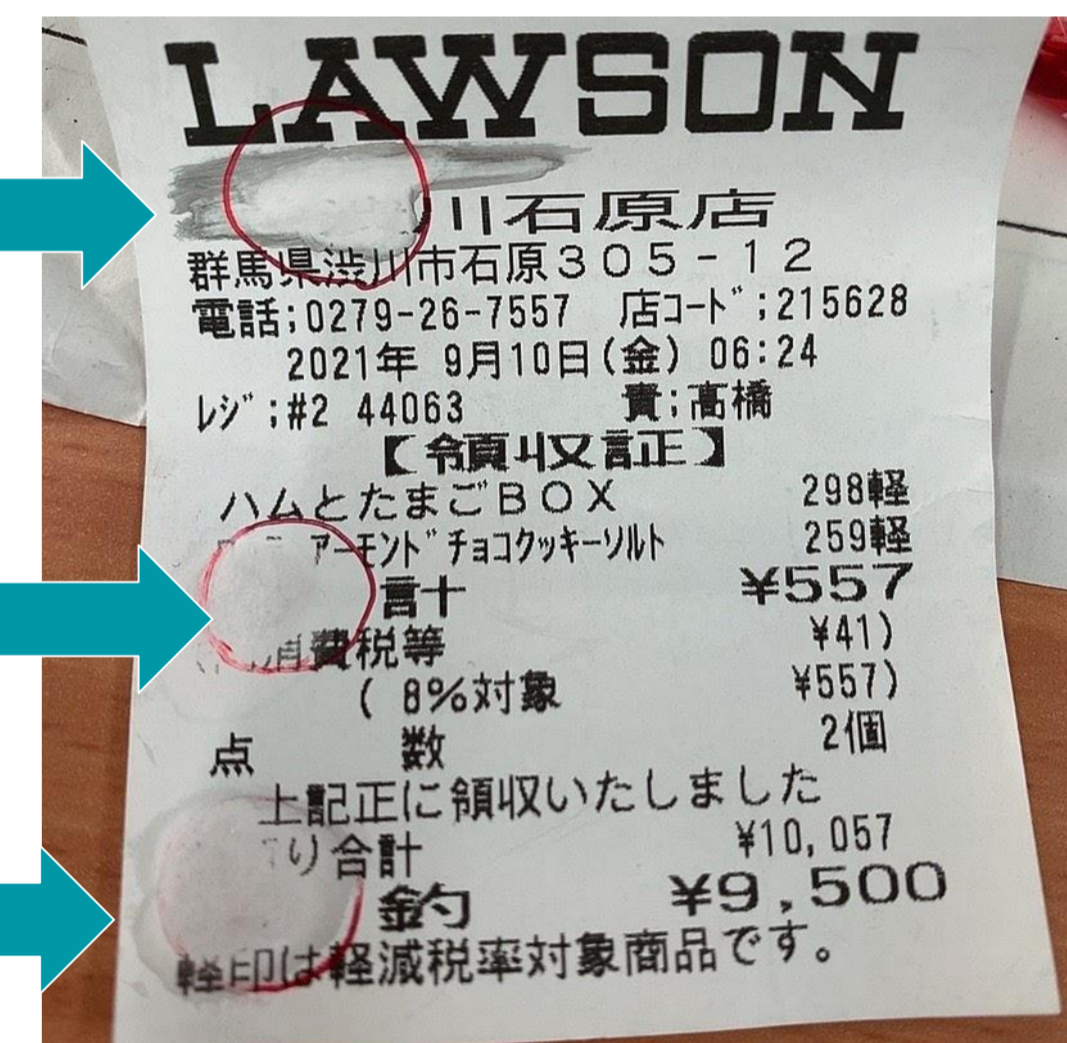 LAWSON
川石原店
群馬県渋川市石原305-12
電話;0279-26-7557 店コード;215628
2021年 9月10日(金) 06:24
レジ;#2 44063 責;高橋
【領収証】
ハムとたまごBOX 298軽
アーモンドチョコクッキーソルト 259軽
計 ¥557
消費税等 ¥41)
( 8%対象 ¥557)
点 数 2個
上記正に領収いたしました
り合計 ¥10,057
釣 ¥9,500
軽印は軽減税率対象商品です。